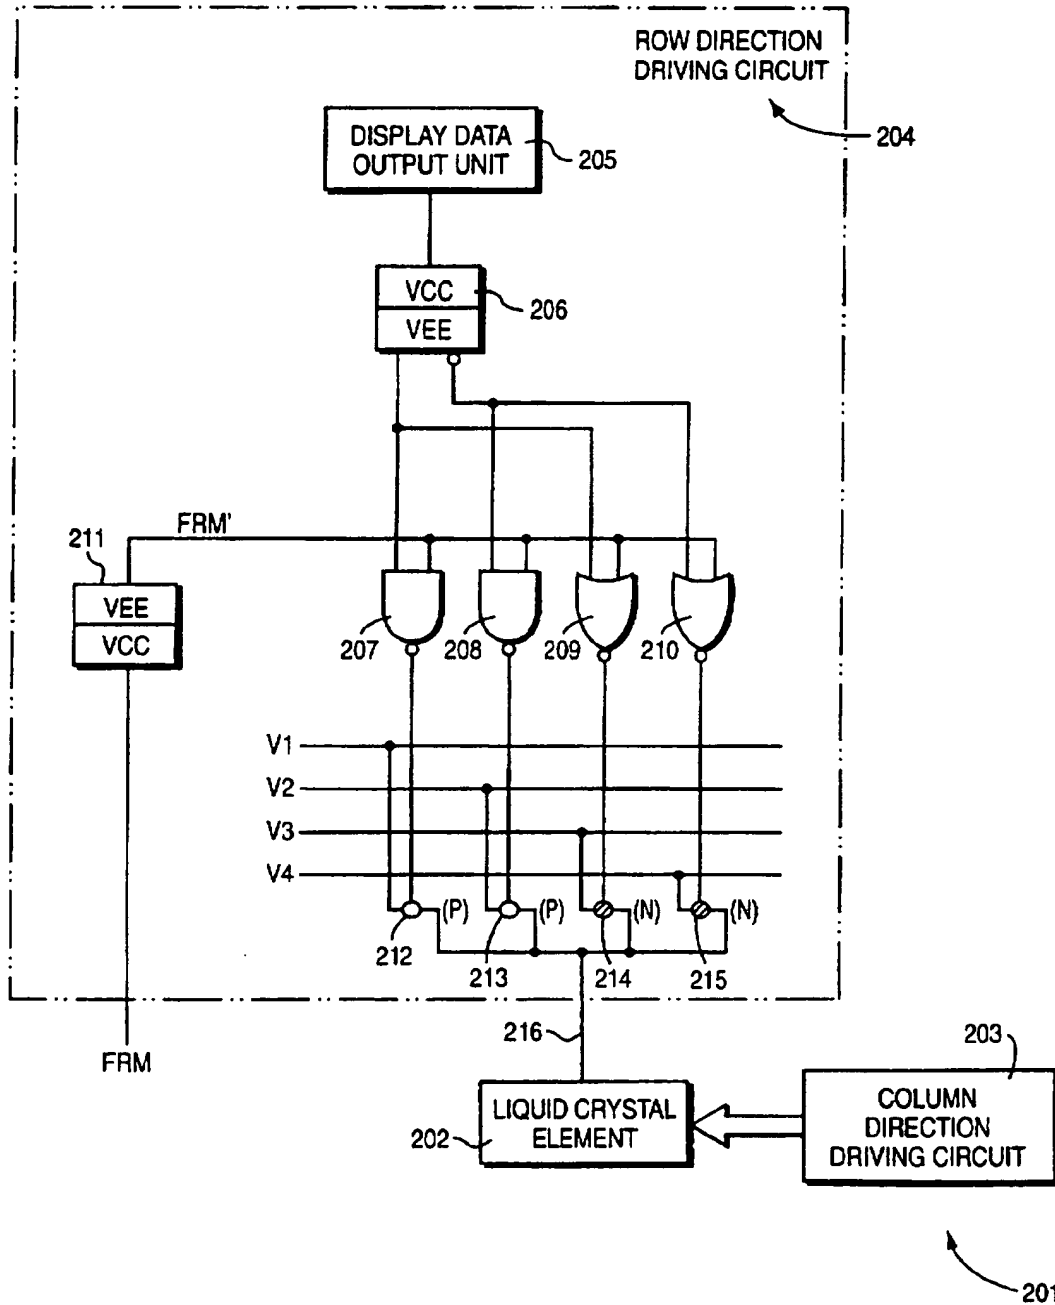 ROW DIRECTION
DRIVING CIRCUIT
204
DISPLAY DATA
OUTPUT UNIT
205
VCC
VEE
206
FRM'
211
VEE
VCC
207
208
209
210
V1
V2
V3
V4
(P)
(P)
(N)
(N)
212
213
214
215
216
FRM
203
LIQUID CRYSTAL
ELEMENT
202
COLUMN
DIRECTION
DRIVING CIRCUIT
201